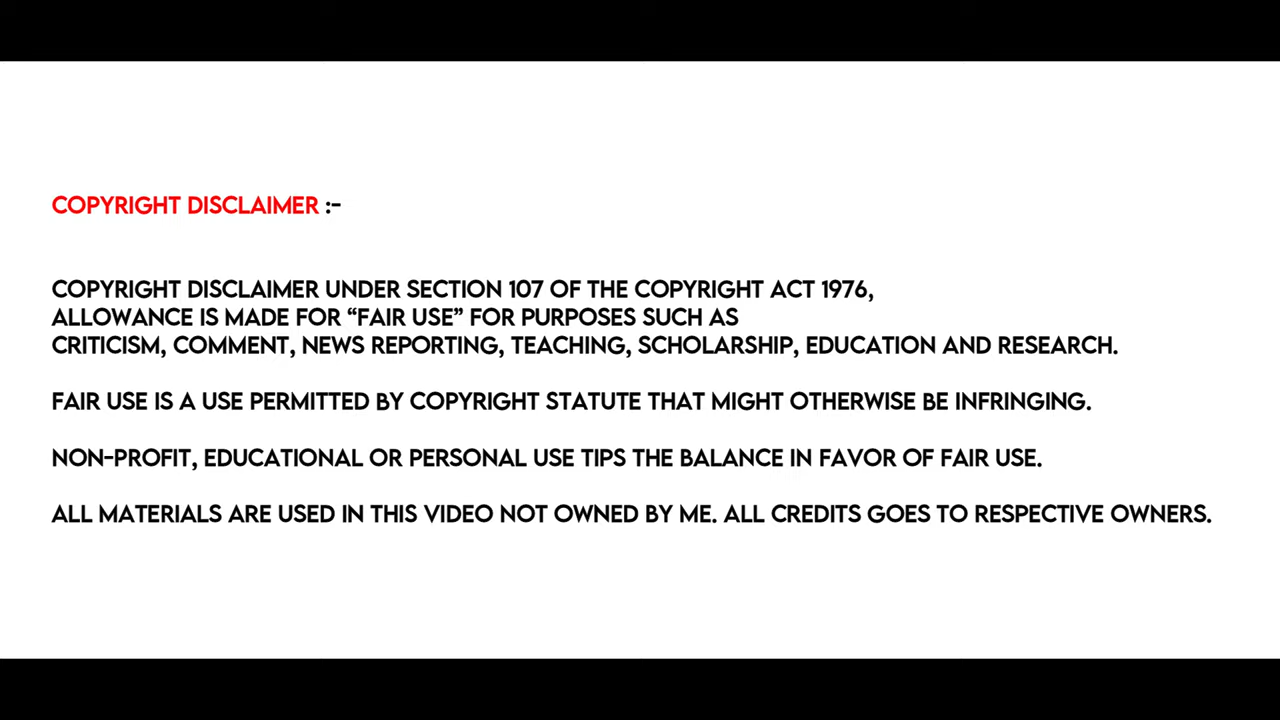 COPYRIGHT DISCLAIMER :-
COPYRIGHT DISCLAIMER UNDER SECTION 107 OF THE COPYRIGHT ACT 1976,
ALLOWANCE IS MADE FOR “FAIR USE” FOR PURPOSES SUCH AS
CRITICISM, COMMENT, NEWS REPORTING, TEACHING, SCHOLARSHIP, EDUCATION AND RESEARCH.
FAIR USE IS A USE PERMITTED BY COPYRIGHT STATUTE THAT MIGHT OTHERWISE BE INFRINGING.
NON-PROFIT, EDUCATIONAL OR PERSONAL USE TIPS THE BALANCE IN FAVOR OF FAIR USE.
ALL MATERIALS ARE USED IN THIS VIDEO NOT OWNED BY ME. ALL CREDITS GOES TO RESPECTIVE OWNERS.